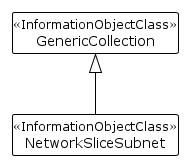 «InformationObjectClass»
GenericCollection
«InformationObjectClass»
NetworkSliceSubnet